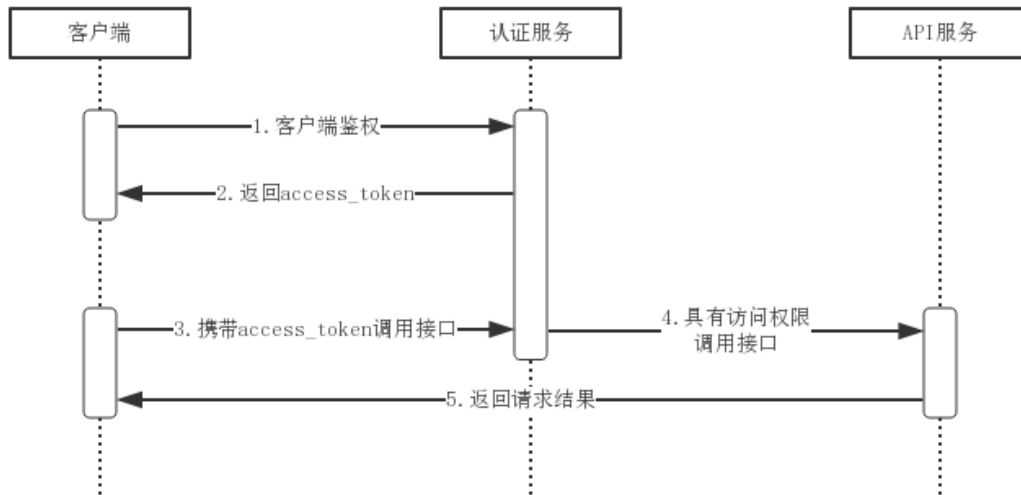 客户端
认证服务
API服务
1.客户端鉴权
2.返回access_token
3.携带access_token调用接口
4.具有访问权限
调用接口
5.返回请求结果